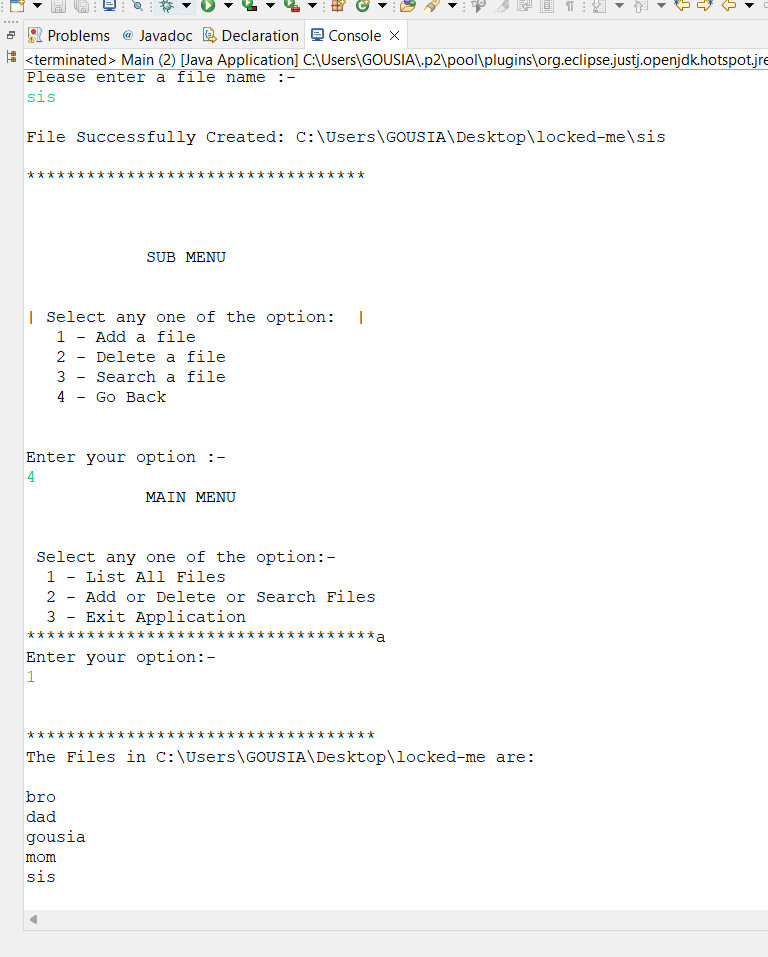 Problems @ Javadoc Declaration Console
<terminated> Main (2) [Java Application] C:\Users\GOUSIA\.p2\pool\plugins\org.eclipse.justj.openjdk.hotspot.jre
Please enter a file name :-
sis
File Successfully Created: C:\Users\GOUSIA\Desktop\locked-me\sis
**********************************
SUB MENU
| Select any one of the option:  |
1 - Add a file
2 - Delete a file
3 - Search a file
4 - Go Back
Enter your option :-
4
MAIN MENU
Select any one of the option:-
1 - List All Files
2 - Add or Delete or Search Files
3 - Exit Application
***********************************a
Enter your option:-
1
***********************************
The Files in C:\Users\GOUSIA\Desktop\locked-me are:
bro
dad
gousia
mom
sis